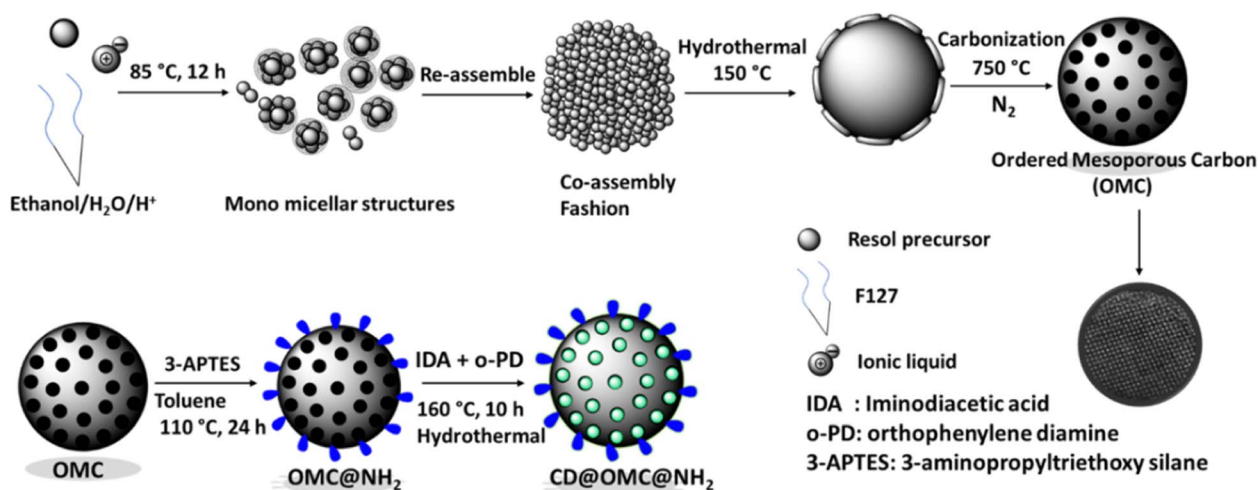 85 °C, 12 h
Re-assemble
Hydrothermal
150 °C
Carbonization
750 °C
N₂
Ethanol/H₂O/H⁺
Mono micellar structures
Co-assembly
Fashion
Ordered Mesoporous Carbon
(OMC)
Resol precursor
F127
Ionic liquid
IDA : Iminodiacetic acid
o-PD: orthophenylene diamine
3-APTES: 3-aminopropyltriethoxy silane
3-APTES
Toluene
110 °C, 24 h
IDA + o-PD
160 °C, 10 h
Hydrothermal
OMC
OMC@NH₂
CD@OMC@NH₂